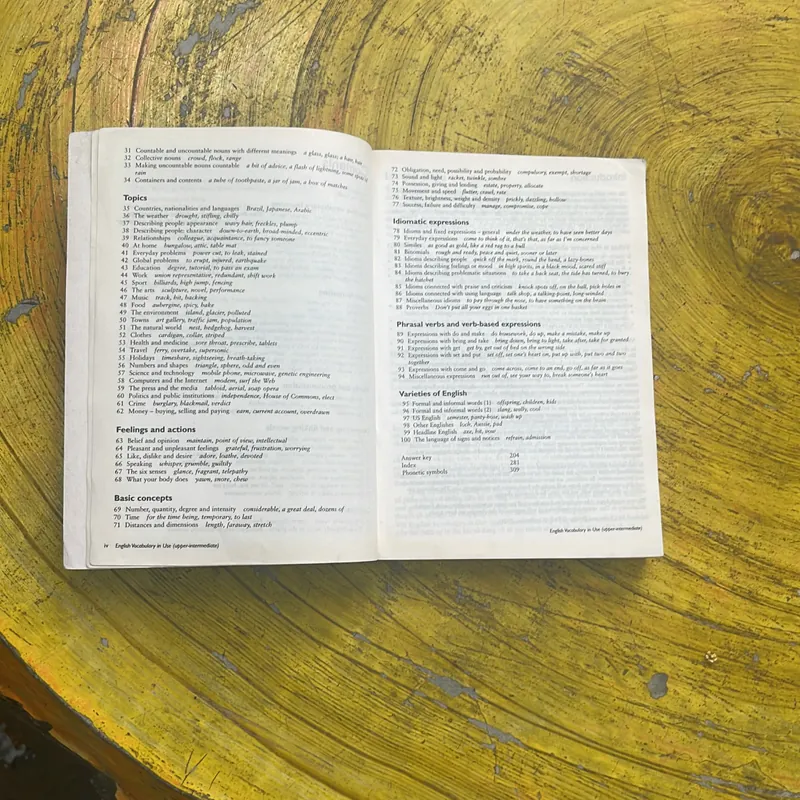 31 Countable and uncountable nouns with different meanings a glass, glass; a hair, hair
32 Collective nouns crowd, flock, range
33 Making uncountable nouns countable a bit of advice, a flash of lightning, some spots of
rain
34 Containers and contents a tube of toothpaste, a jar of jam, a box of matches
Topics
35 Countries, nationalities and languages Brazil, Japanese, Arabic
36 The weather drought, stifling, chilly
37 Describing people: appearance wavy hair, freckles, plump
38 Describing people: character down-to-earth, broad-minded, eccentric
39 Relationships colleague, acquaintance, to fancy someone
40 At home bungalow, attic, table mat
41 Everyday problems power cut, to leak, stained
42 Global problems to erupt, injured, earthquake
43 Education degree, tutorial, to pass an exam
44 Work union representative, redundant, shift work
45 Sport billiards, high jump, fencing
46 The arts sculpture, novel, performance
47 Music track, hit, backing
48 Food aubergine, spicy, bake
49 The environment island, glacier, polluted
50 Towns art gallery, traffic jam, population
51 The natural world nest, hedgehog, harvest
52 Clothes cardigan, collar, striped
53 Health and medicine sore throat, prescribe, tablets
54 Travel ferry, overtake, supersonic
55 Holidays timeshare, sightseeing, breath-taking
56 Numbers and shapes triangle, sphere, odd and even
57 Science and technology mobile phone, microwave, genetic engineering
58 Computers and the Internet modem, surf the Web
59 The press and the media tabloid, aerial, soap opera
60 Politics and public institutions independence, House of Commons, elect
61 Crime burglary, blackmail, verdict
62 Money – buying, selling and paying earn, current account, overdrawn
Feelings and actions
63 Belief and opinion maintain, point of view, intellectual
64 Pleasant and unpleasant feelings grateful, frustration, worrying
65 Like, dislike and desire adore, loathe, devoted
66 Speaking whisper, grumble, guiltily
67 The six senses glance, fragrant, telepathy
68 What your body does yawn, snore, chew
Basic concepts
69 Number, quantity, degree and intensity considerable, a great deal, dozens of
70 Time for the time being, temporary, to last
71 Distances and dimensions length, faraway, stretch
iv English Vocabulary in Use (upper-intermediate)
72 Obligation, need, possibility and probability compulsory, exempt, shortage
73 Sound and light racket, twinkle, sombre
74 Possession, giving and lending estate, property, allocate
75 Movement and speed flutter, crawl, rate
76 Texture, brightness, weight and density prickly, dazzling, hollow
77 Success, failure and difficulty manage, compromise, cope
Idiomatic expressions
78 Idioms and fixed expressions – general under the weather, to have seen better days
79 Everyday expressions come to think of it, that's that, as far as I'm concerned
80 Similes as good as gold, like a red rag to a bull
81 Binomials rough and ready, peace and quiet, sooner or later
82 Idioms describing people quick off the mark, round the bend, a lazy-bones
83 Idioms describing feelings or mood in high spirits, in a black mood, scared stiff
84 Idioms describing problematic situations to take a back seat, the tide has turned, to bury
the hatchet
85 Idioms connected with praise and criticism knock spots off, on the ball, pick holes in
86 Idioms connected with using language talk shop, a talking-point, long-winded
87 Miscellaneous idioms to pay through the nose, to have something on the brain
88 Proverbs Don't put all your eggs in one basket
Phrasal verbs and verb-based expressions
89 Expressions with do and make do housework, do up, make a mistake, make up
90 Expressions with bring and take bring down, bring to light, take after, take for granted
91 Expressions with get get by, get out of bed on the wrong side
92 Expressions with set and put set off, set one's heart on, put up with, put two and two
together
93 Expressions with come and go come across, come to an end, go off, as far as it goes
94 Miscellaneous expressions run out of, see your way to, break someone's heart
Varieties of English
95 Formal and informal words (1) offspring, children, kids
96 Formal and informal words (2) slang, swotty, cool
97 US English semester, panty-hose, wash up
98 Other Englishes loch, Aussie, pad
99 Headline English axe, hit, vow
100 The language of signs and notices refrain, admission
Answer key 204
Index 281
Phonetic symbols 309
English Vocabulary in Use (upper-intermediate)